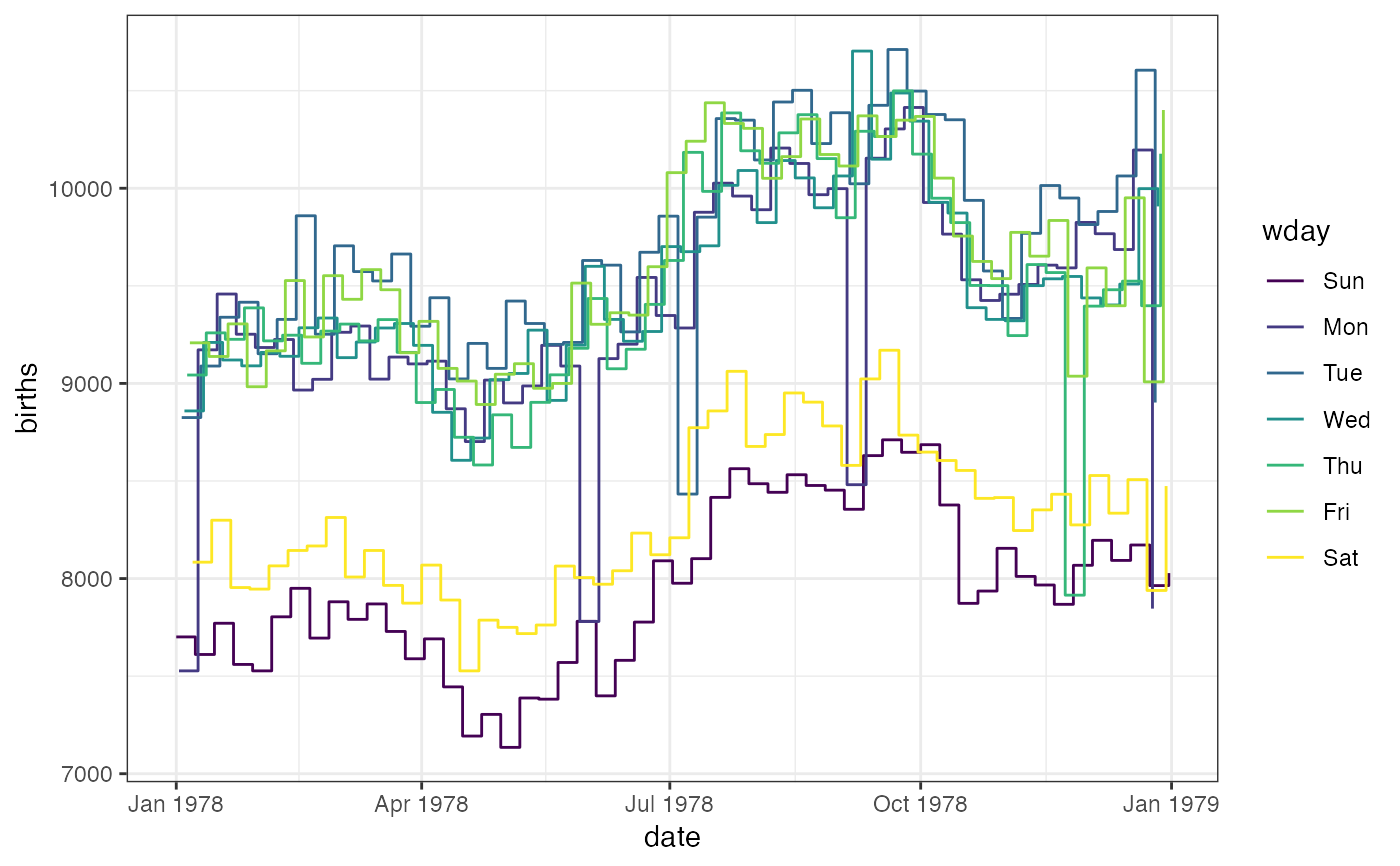 births
10000
9000
8000
7000
Jan 1978
Apr 1978
Jul 1978
Oct 1978
Jan 1979
date
wday
Sun
Mon
Tue
Wed
Thu
Fri
Sat